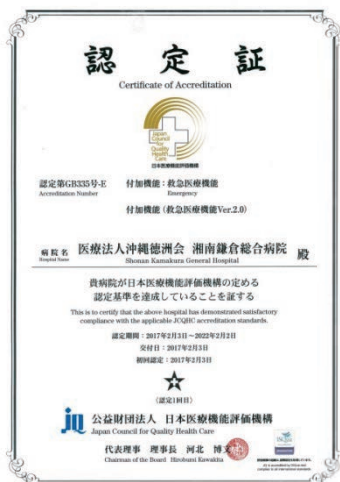 認 定 証
Certificate of Accreditation
Japan
Council
for
Quality
Health
Care
日本医療機能評価機構
認定第GB335号-E 付加機能：救急医療機能
Accreditation Number Emergency
付加機能（救急医療機能Ver.2.0）
病院名 医療法人沖縄徳洲会 湘南鎌倉総合病院 殿
Hospital Name Shonan Kamakura General Hospital
貴病院が日本医療機能評価機構の定める
認定基準を達成していることを証する
This is to certify that the above hospital has demonstrated satisfactory
compliance with the applicable JCQHC accreditation standards.
認定期間：2017年2月3日～2022年2月2日
交付日：2017年2月3日
初回認定：2017年2月3日
（認定1回目）
jq 公益財団法人 日本医療機能評価機構
Japan Council for Quality Health Care
代表理事 理事長 河北 博文
Chairman of the Board Hirobumi Kawakita